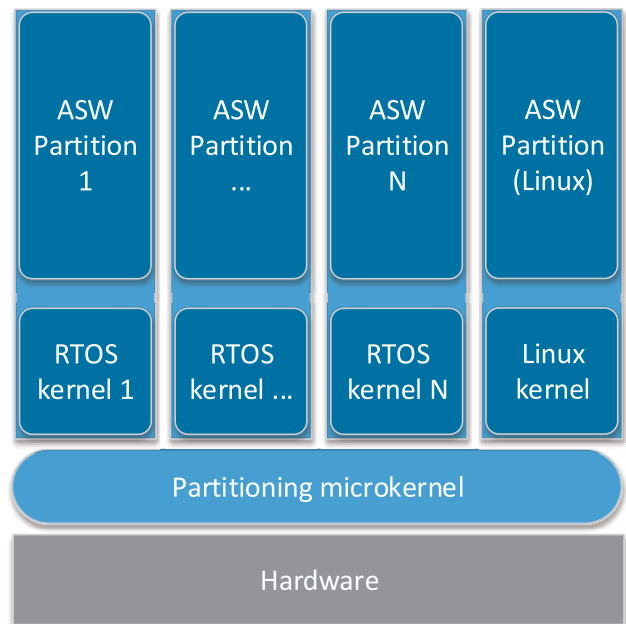 ASW
Partition
1
ASW
Partition
...
ASW
Partition
N
ASW
Partition
(Linux)
RTOS
kernel 1
RTOS
kernel ...
RTOS
kernel N
Linux
kernel
Partitioning microkernel
Hardware